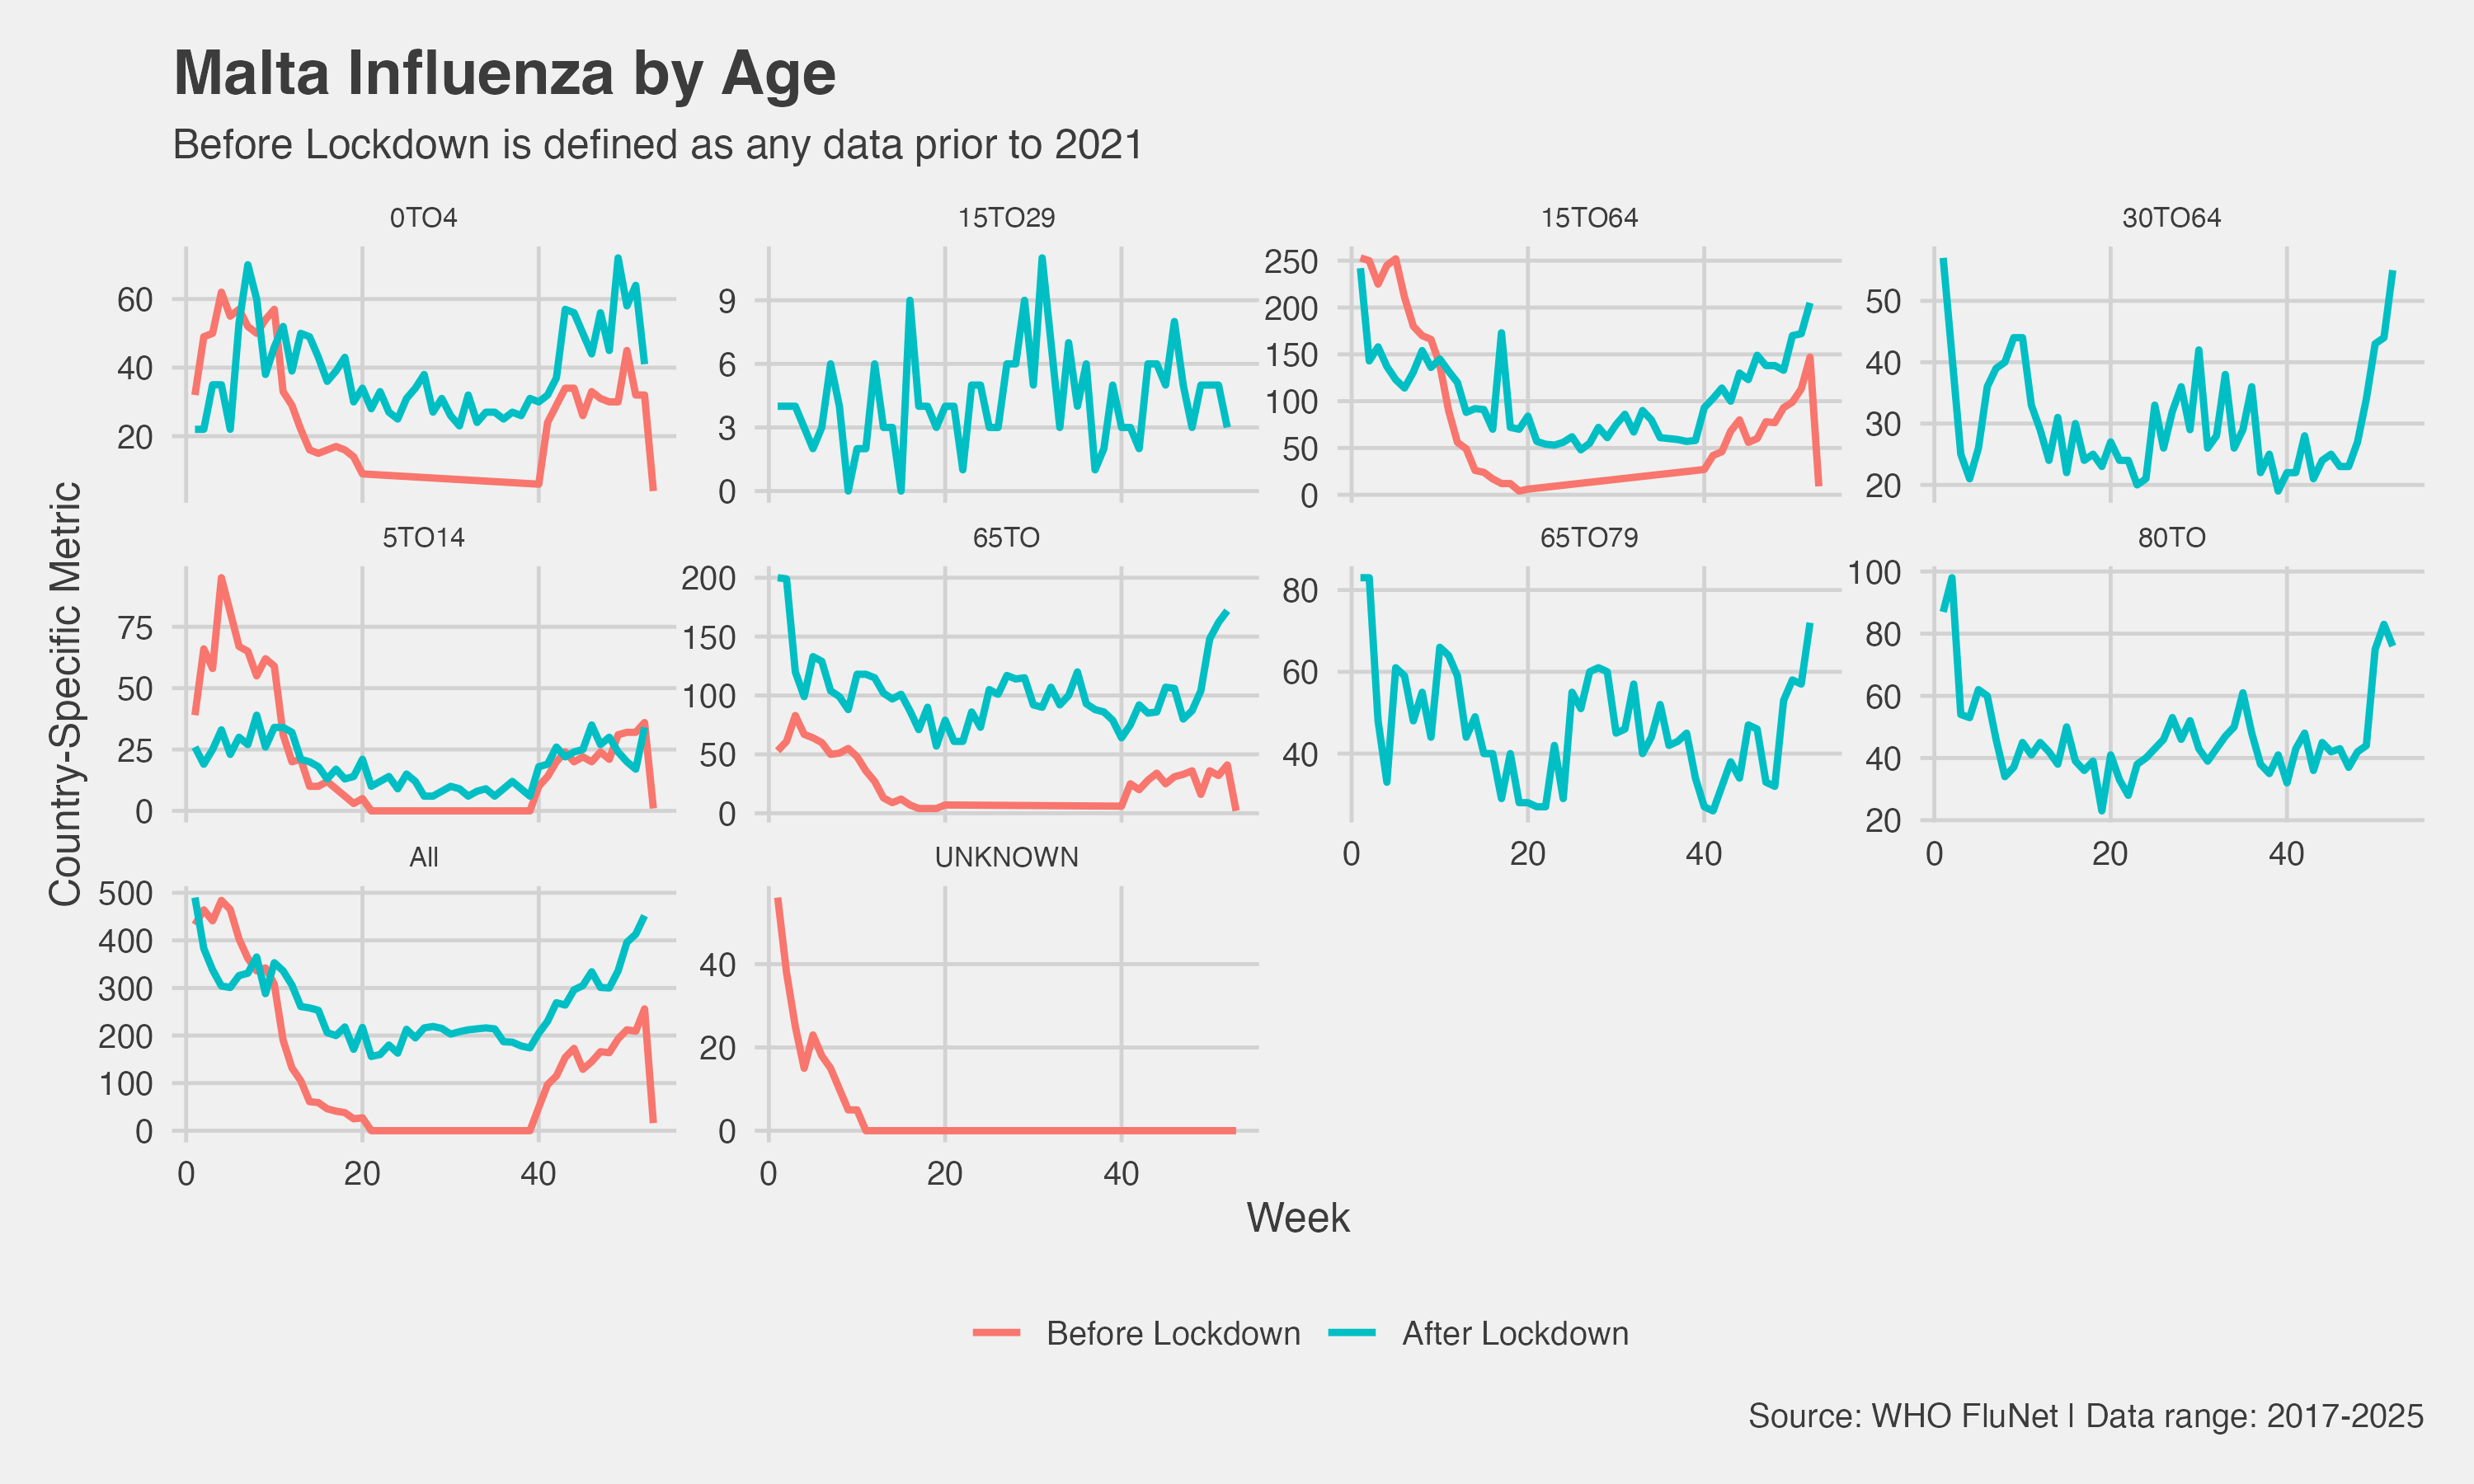 Malta Influenza by Age
Before Lockdown is defined as any data prior to 2021
0TO4
15TO29
15TO64
30TO64
60
40
20
9
6
3
0
250
200
150
100
50
0
50
40
30
20
5TO14
65TO
65TO79
80TO
75
50
25
0
200
150
100
50
0
80
60
40
100
80
60
40
20
0 20 40
0 20 40
All
UNKNOWN
500
400
300
200
100
0
40
20
0
0 20 40
0 20 40
Country-Specific Metric
Week
Before Lockdown
After Lockdown
Source: WHO FluNet | Data range: 2017-2025